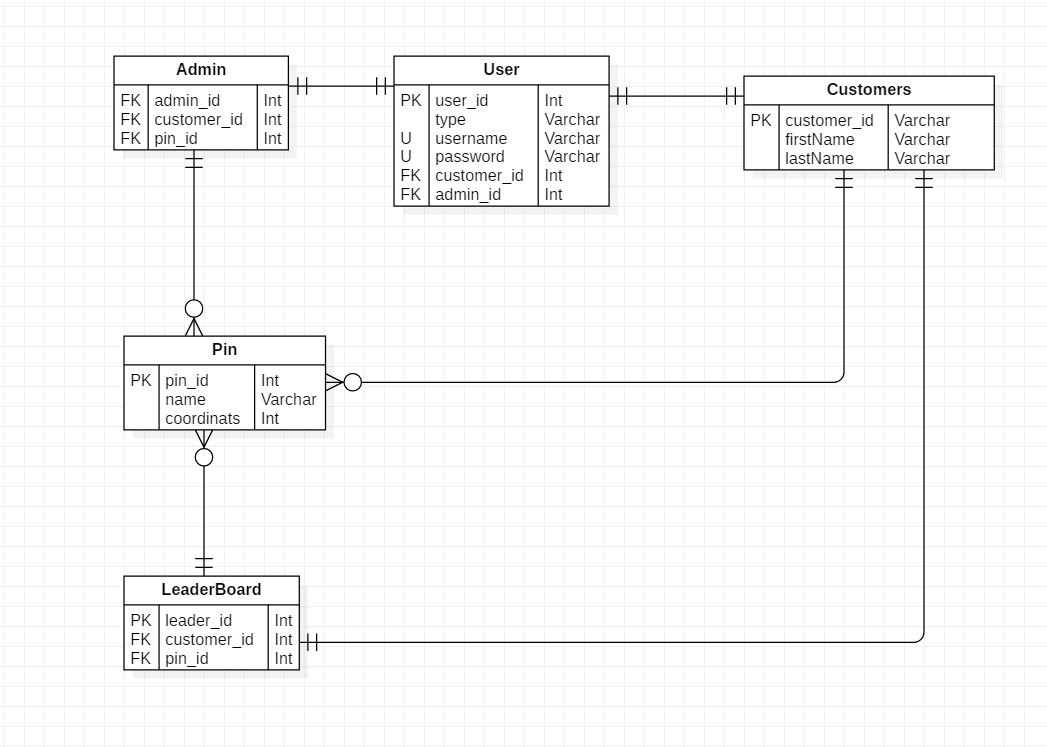 Admin
FK admin_id Int
FK customer_id Int
FK pin_id Int
User
PK user_id Int
type Varchar
U username Varchar
U password Varchar
FK customer_id Int
FK admin_id Int
Customers
PK customer_id Varchar
firstName Varchar
lastName Varchar
Pin
PK pin_id Int
name Varchar
coordinats Int
LeaderBoard
PK leader_id Int
FK customer_id Int
FK pin_id Int